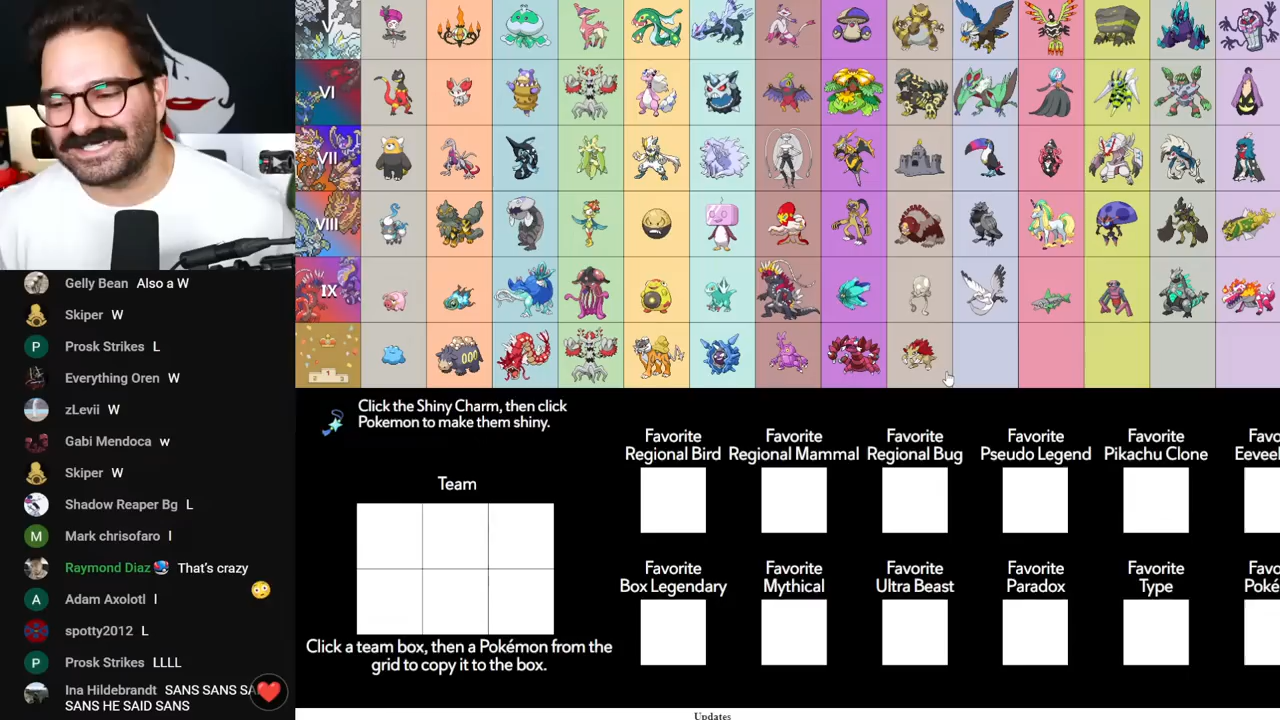 V
VI
VII
VIII
IX
Gelly Bean Also a W
Skiper W
P Prosk Strikes L
Everything Oren W
zLevii W
Gabi Mendoca w
Skiper W
Shadow Reaper Bg L
M Mark chrisofaro l
Raymond Diaz That's crazy
A Adam Axolotl l
spotty2012 L
P Prosk Strikes LLLL
Ina Hildebrandt SANS SANS SA
SANS HE SAID SANS
Click the Shiny Charm, then click
Pokemon to make them shiny.
Team
Click a team box, then a Pokémon from the
grid to copy it to the box.
Favorite
Regional Bird
Favorite
Regional Mammal
Favorite
Regional Bug
Favorite
Pseudo Legend
Favorite
Pikachu Clone
Favo
Eevee
Favorite
Box Legendary
Favorite
Mythical
Favorite
Ultra Beast
Favorite
Paradox
Favorite
Type
Favo
Poké
Updates